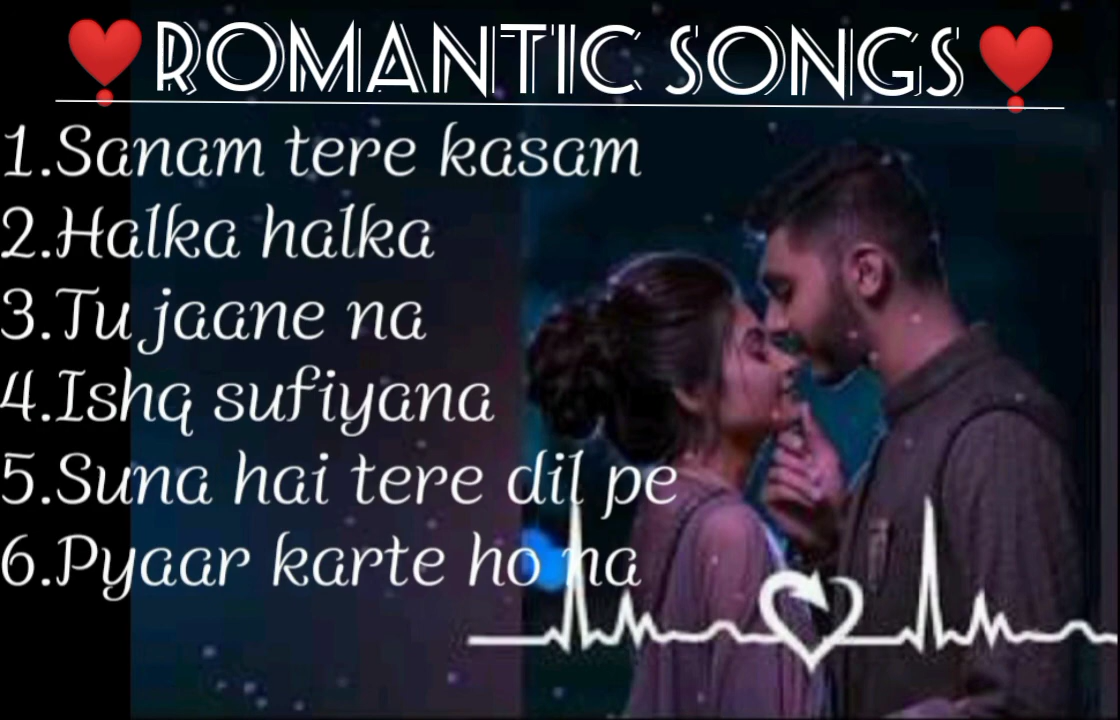 ❤️ROMANTIC SONGS❤️
1.Sanam tere kasam
2.Halka halka
3.Tu jaane na
4.Ishq sufiyana
5.Suna hai tere dil pe
6.Pyaar karte ho na